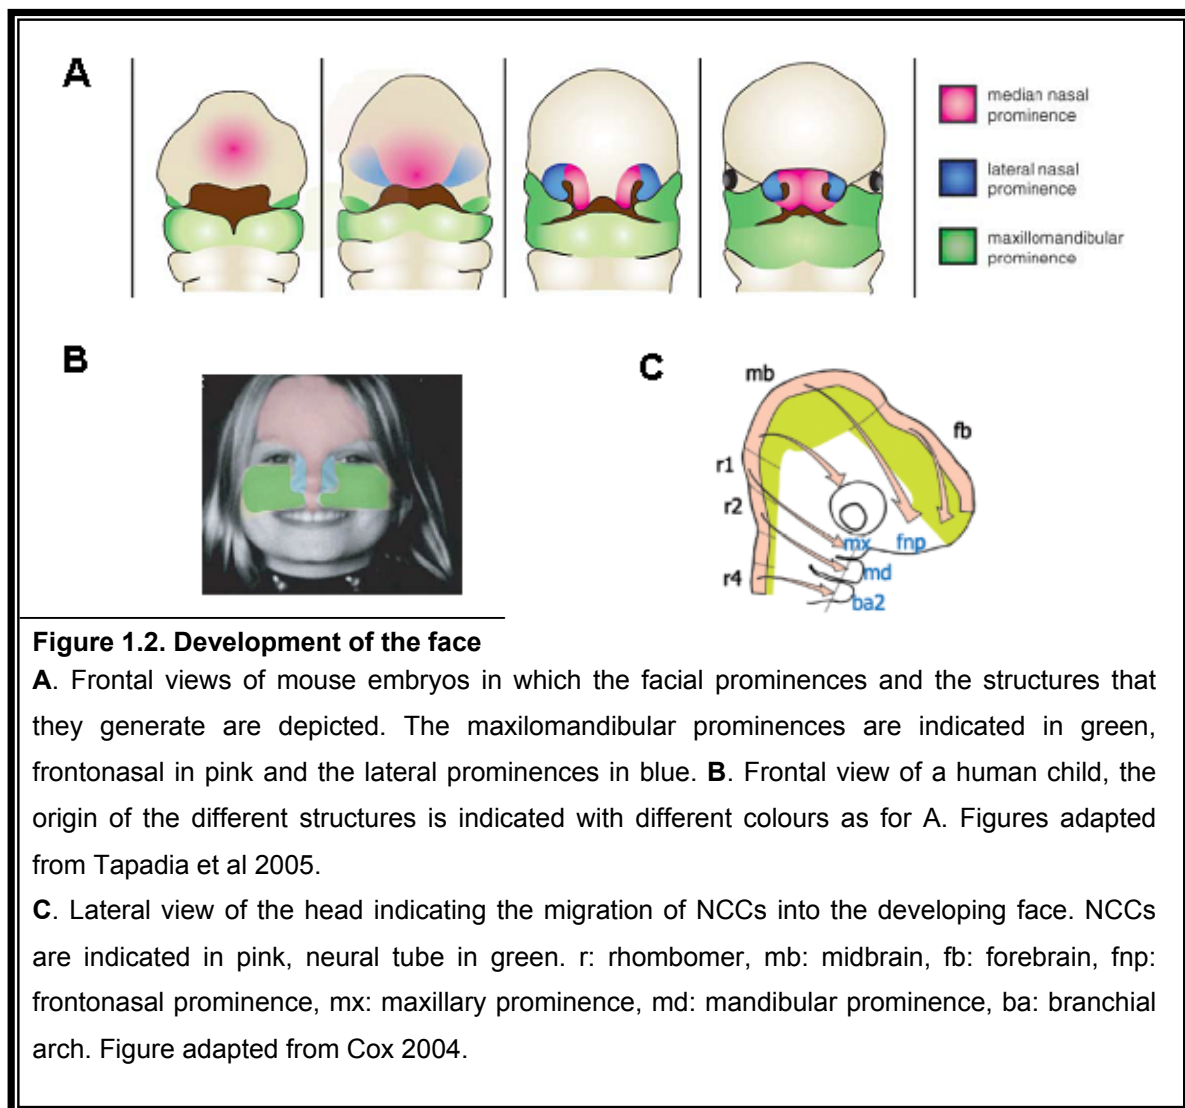 A
median nasal
prominence
lateral nasal
prominence
maxillomandibular
prominence
B
C
mb
fb
r1
r2
mx
fnp
r4
md
ba2
Figure 1.2. Development of the face
A. Frontal views of mouse embryos in which the facial prominences and the structures that
they generate are depicted. The maxilomandibular prominences are indicated in green,
frontonasal in pink and the lateral prominences in blue. B. Frontal view of a human child, the
origin of the different structures is indicated with different colours as for A. Figures adapted
from Tapadia et al 2005.
C. Lateral view of the head indicating the migration of NCCs into the developing face. NCCs
are indicated in pink, neural tube in green. r: rhombomer, mb: midbrain, fb: forebrain, fnp:
frontonasal prominence, mx: maxillary prominence, md: mandibular prominence, ba: branchial
arch. Figure adapted from Cox 2004.